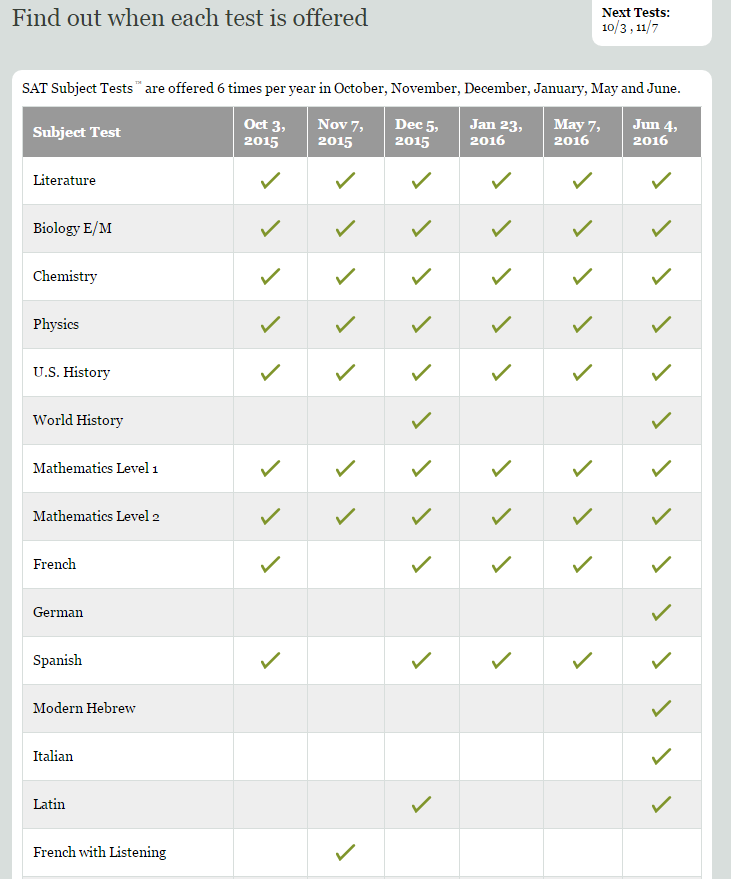 Find out when each test is offered
Next Tests:
10/3 , 11/7
SAT Subject Tests™ are offered 6 times per year in October, November, December, January, May and June.
Subject Test
Oct 3,
2015
Nov 7,
2015
Dec 5,
2015
Jan 23,
2016
May 7,
2016
Jun 4,
2016
Literature
Biology E/M
Chemistry
Physics
U.S. History
World History
Mathematics Level 1
Mathematics Level 2
French
German
Spanish
Modern Hebrew
Italian
Latin
French with Listening